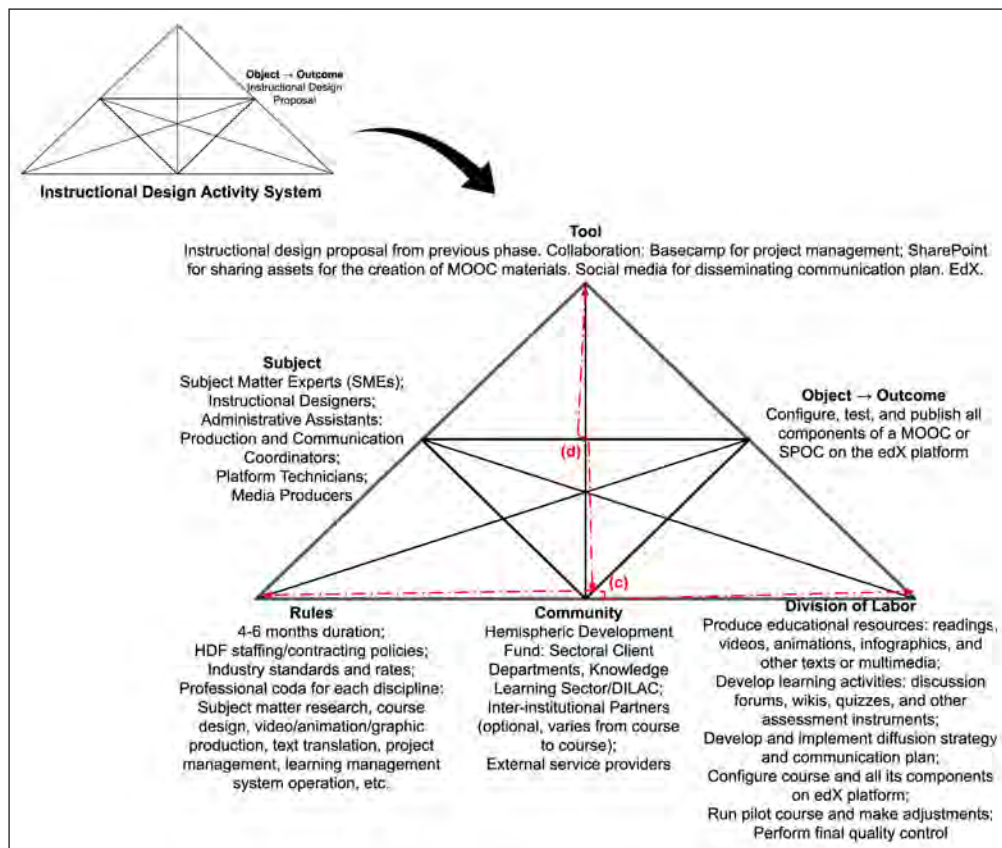 Object → Outcome
Instructional Design
Proposal
Instructional Design Activity System
Tool
Instructional design proposal from previous phase. Collaboration: Basecamp for project management; SharePoint
for sharing assets for the creation of MOOC materials. Social media for disseminating communication plan. EdX.
Subject
Subject Matter Experts (SMEs);
Instructional Designers;
Administrative Assistants:
Production and Communication
Coordinators;
Platform Technicians;
Media Producers
Object → Outcome
Configure, test, and publish all
components of a MOOC or
SPOC on the edX platform
(d)
(c)
Rules
4-6 months duration;
HDF staffing/contracting policies;
Industry standards and rates;
Professional coda for each discipline:
Subject matter research, course
design, video/animation/graphic
production, text translation, project
management, learning management
system operation, etc.
Community
Hemispheric Development
Fund: Sectoral Client
Departments, Knowledge
Learning Sector/DILAC;
Inter-institutional Partners
(optional, varies from course
to course);
External service providers
Division of Labor
Produce educational resources: readings,
videos, animations, infographics, and
other texts or multimedia;
Develop learning activities: discussion
forums, wikis, quizzes, and other
assessment instruments;
Develop and implement diffusion strategy
and communication plan;
Configure course and all its components
on edX platform;
Run pilot course and make adjustments;
Perform final quality control